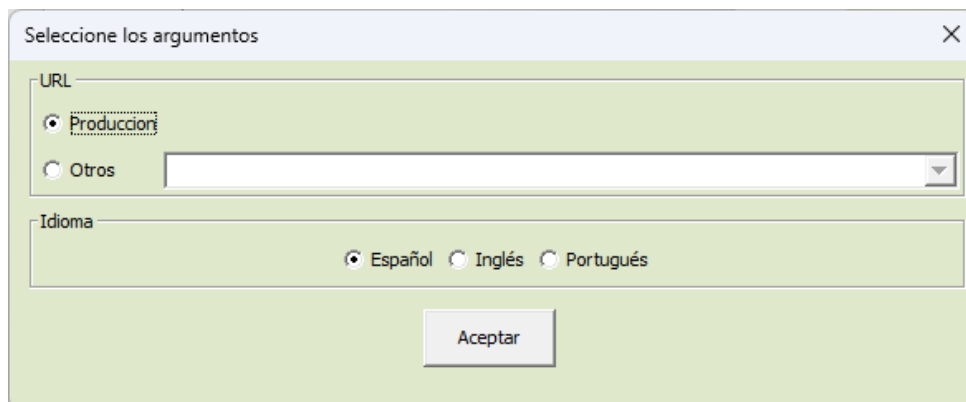 Seleccione los argumentos
URL
Produccion
Otros
Idioma
Español Inglés Portugués
Aceptar